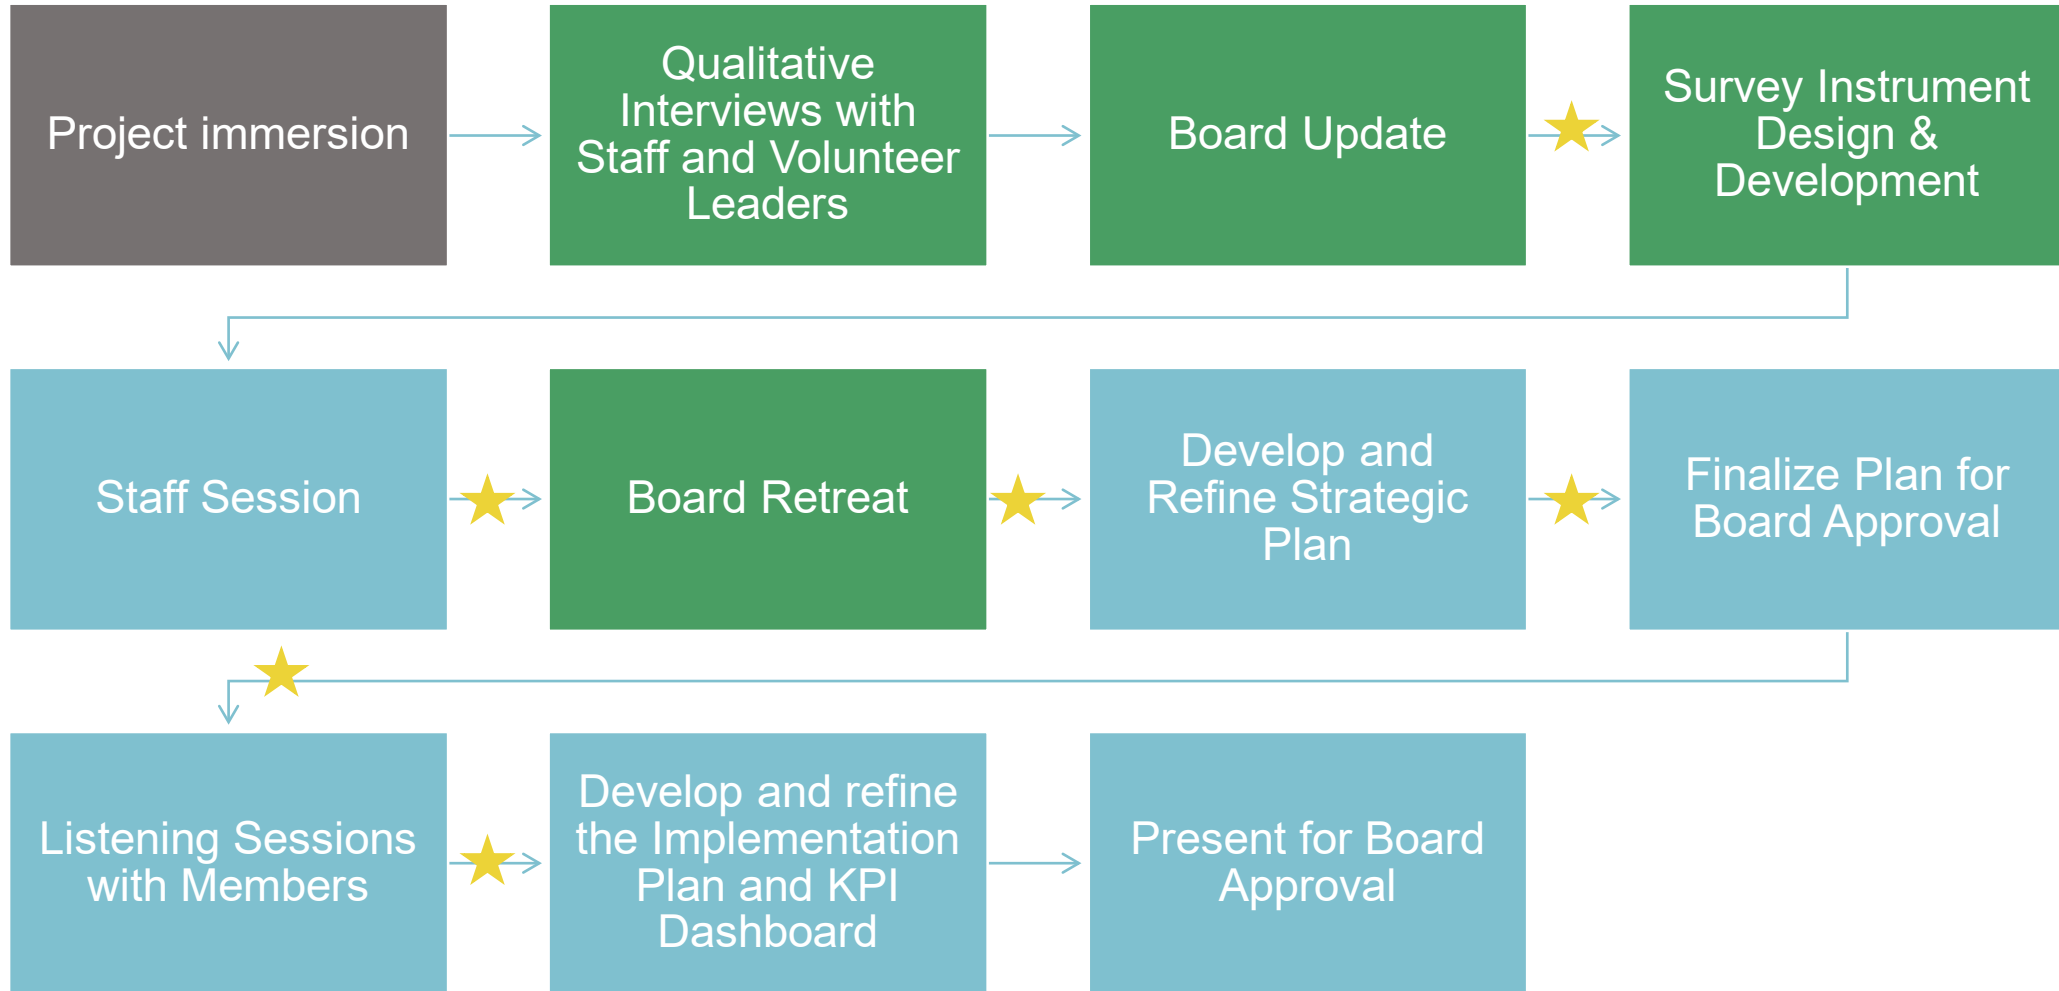 Project immersion
Qualitative
Interviews with
Staff and Volunteer
Leaders
Board Update
Survey Instrument
Design &
Development
Staff Session
Board Retreat
Develop and
Refine Strategic
Plan
Finalize Plan for
Board Approval
Listening Sessions
with Members
Develop and refine
the Implementation
Plan and KPI
Dashboard
Present for Board
Approval